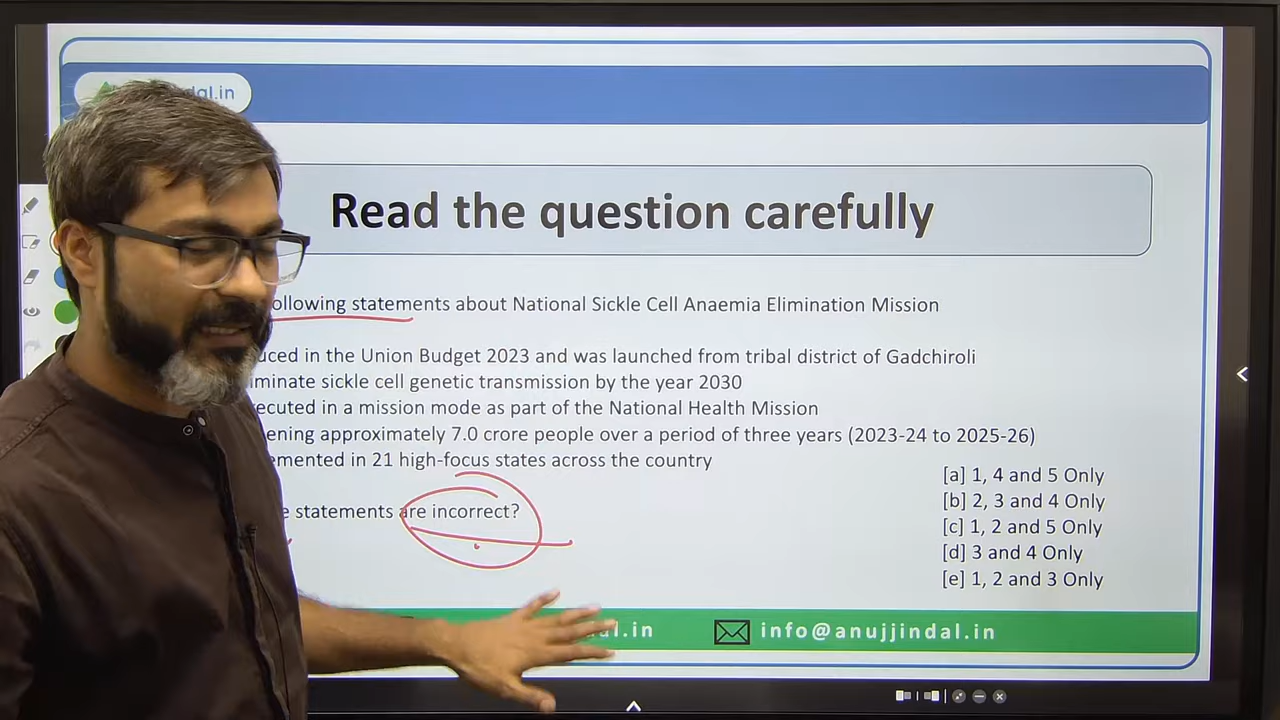 dal.in
Read the question carefully
ollowing statements about National Sickle Cell Anaemia Elimination Mission
uced in the Union Budget 2023 and was launched from tribal district of Gadchiroli
iminate sickle cell genetic transmission by the year 2030
ecuted in a mission mode as part of the National Health Mission
ening approximately 7.0 crore people over a period of three years (2023-24 to 2025-26)
emented in 21 high-focus states across the country
e statements are incorrect?
[a] 1, 4 and 5 Only
[b] 2, 3 and 4 Only
[c] 1, 2 and 5 Only
[d] 3 and 4 Only
[e] 1, 2 and 3 Only
al.in
info@anujjindal.in